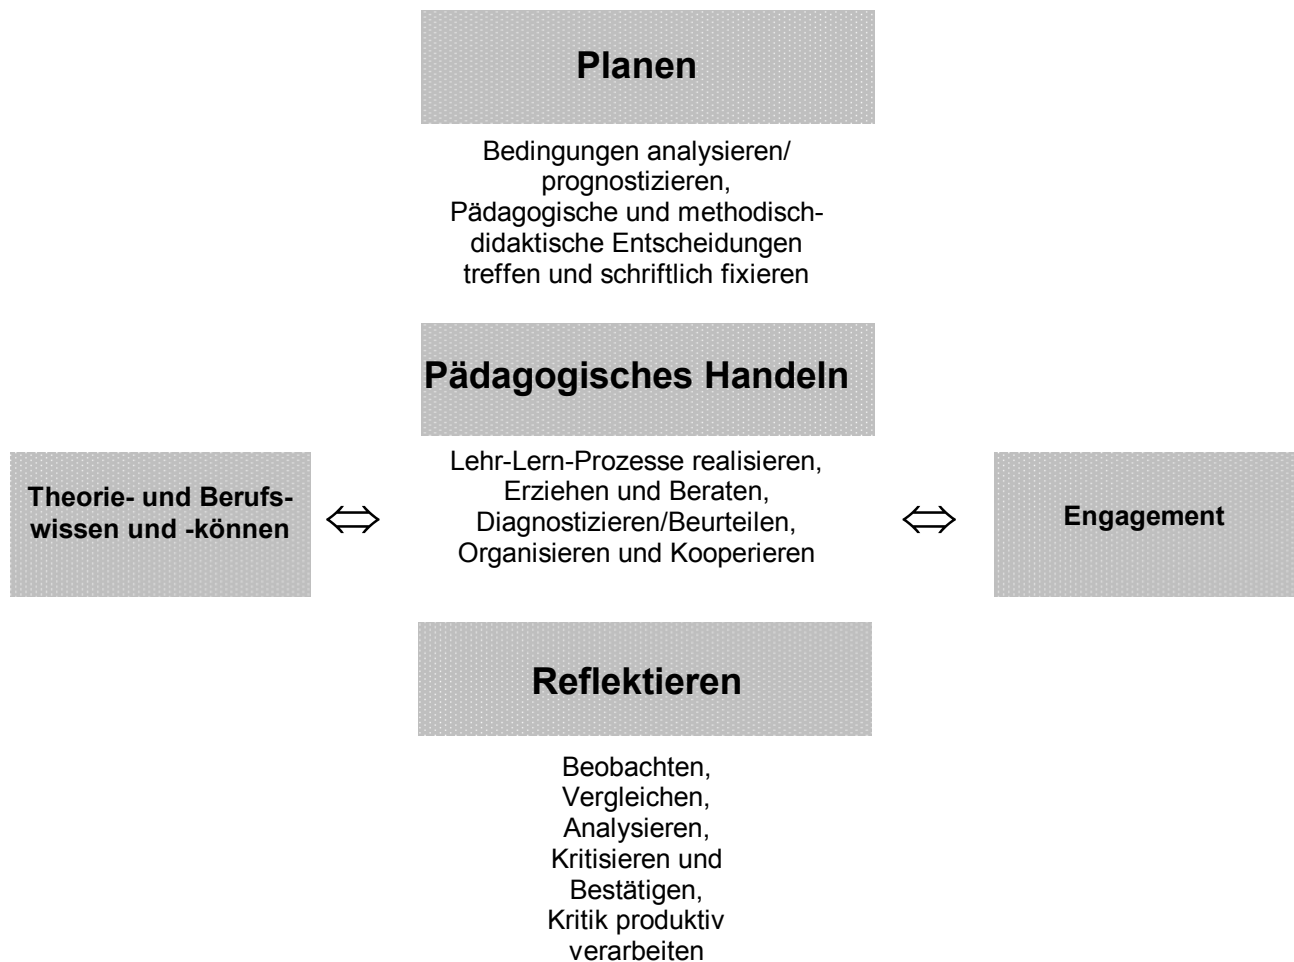 Planen
Bedingungen analysieren/
prognostizieren,
Pädagogische und methodisch-
didaktische Entscheidungen
treffen und schriftlich fixieren
Pädagogisches Handeln
Lehr-Lern-Prozesse realisieren,
Erziehen und Beraten,
Diagnostizieren/Beurteilen,
Organisieren und Kooperieren
Theorie- und Berufs-
wissen und -können
⇔
⇔
Engagement
Reflektieren
Beobachten,
Vergleichen,
Analysieren,
Kritisieren und
Bestätigen,
Kritik produktiv
verarbeiten